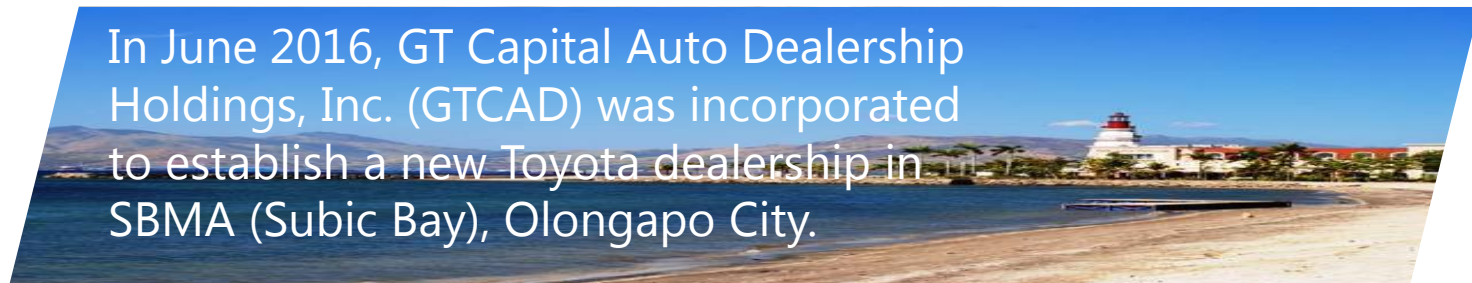 In June 2016, GT Capital Auto Dealership
Holdings, Inc. (GTCAD) was incorporated
to establish a new Toyota dealership in
SBMA (Subic Bay), Olongapo City.